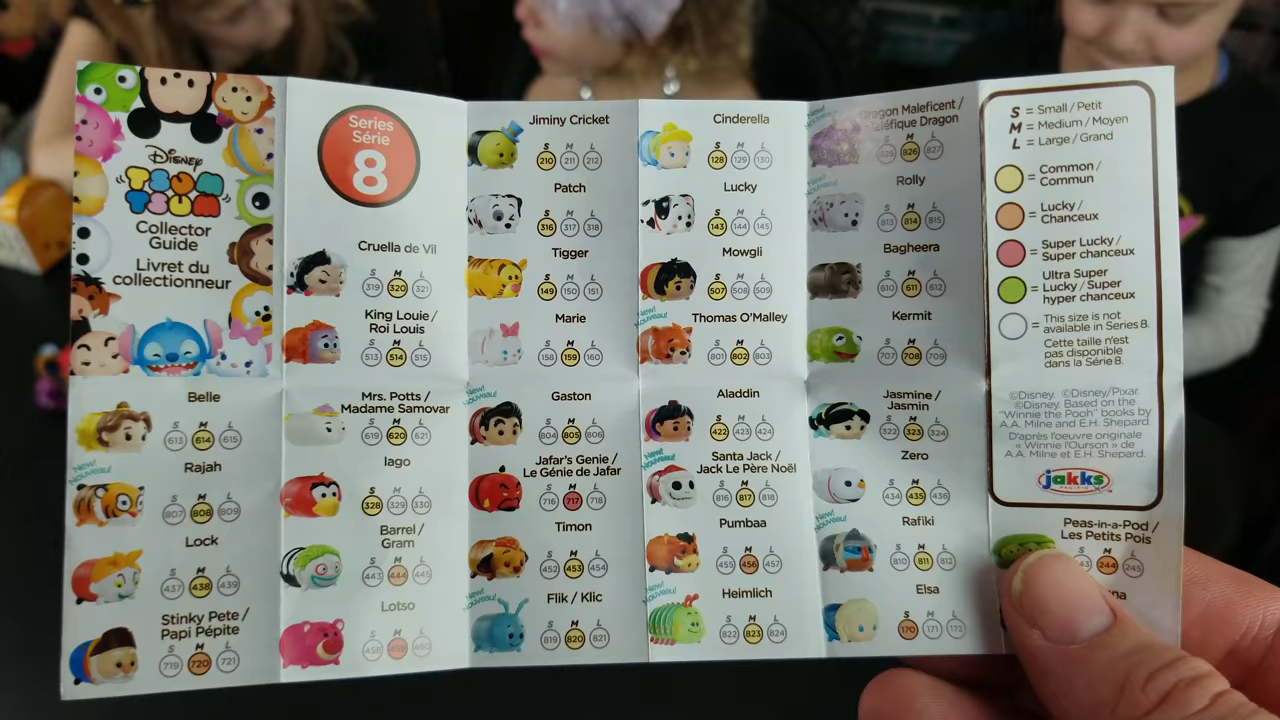 Disney
TSUM
TSUM
Collector
Guide
Livret du
collectionneur
Series
Série
8
Cruella de Vil
S M L
319 320 321
King Louie /
Roi Louis
S M L
513 514 515
Jiminy Cricket
S M L
210 211 212
Patch
S M L
316 317 318
Tigger
S M L
149 150 151
Marie
S M L
158 159 160
Cinderella
S M L
128 129 130
Lucky
S M L
143 144 145
Mowgli
S M L
507 508 509
New!
Nouveau!
Thomas O'Malley
S M L
801 802 803
New!
Nouveau!
Dragon Maleficent /
Maléfique Dragon
S M L
825 826 827
New!
Nouveau!
Rolly
S M L
813 814 815
Bagheera
S M L
610 611 612
Kermit
S M L
707 708 709
S = Small / Petit
M = Medium / Moyen
L = Large / Grand
= Common /
Commun
= Lucky /
Chanceux
= Super Lucky /
Super chanceux
= Ultra Super
Lucky / Super
hyper chanceux
= This size is not
available in Series 8.
Cette taille n'est
pas disponible
dans la Série 8.
©Disney. ©Disney/Pixar.
©Disney. Based on the
"Winnie the Pooh" books by
A.A. Milne and E.H. Shepard.
D'après l'oeuvre originale
« Winnie l'Ourson » de
A.A. Milne et E.H. Shepard.
jakks
PACIFIC
Belle
S M L
613 614 615
New!
Nouveau!
Rajah
S M L
807 808 809
Lock
S M L
437 438 439
Stinky Pete /
Papi Pépite
S M L
719 720 721
Mrs. Potts /
Madame Samovar
S M L
619 620 621
Iago
S M L
328 329 330
Barrel /
Gram
S M L
443 444 445
Lotso
S M L
458 459 460
New!
Nouveau!
Gaston
S M L
804 805 806
Jafar's Genie /
Le Génie de Jafar
S M L
716 717 718
Timon
S M L
452 453 454
New!
Nouveau!
Flik / Klic
S M L
819 820 821
Aladdin
S M L
422 423 424
New!
Nouveau!
Santa Jack /
Jack Le Père Noël
S M L
816 817 818
Pumbaa
S M L
455 456 457
New!
Nouveau!
Heimlich
S M L
822 823 824
Jasmine /
Jasmin
S M L
322 323 324
Zero
S M L
434 435 436
New!
Nouveau!
Rafiki
S M L
810 811 812
Elsa
S M L
170 171 172
Peas-in-a-Pod /
Les Petits Pois
M L
244 245